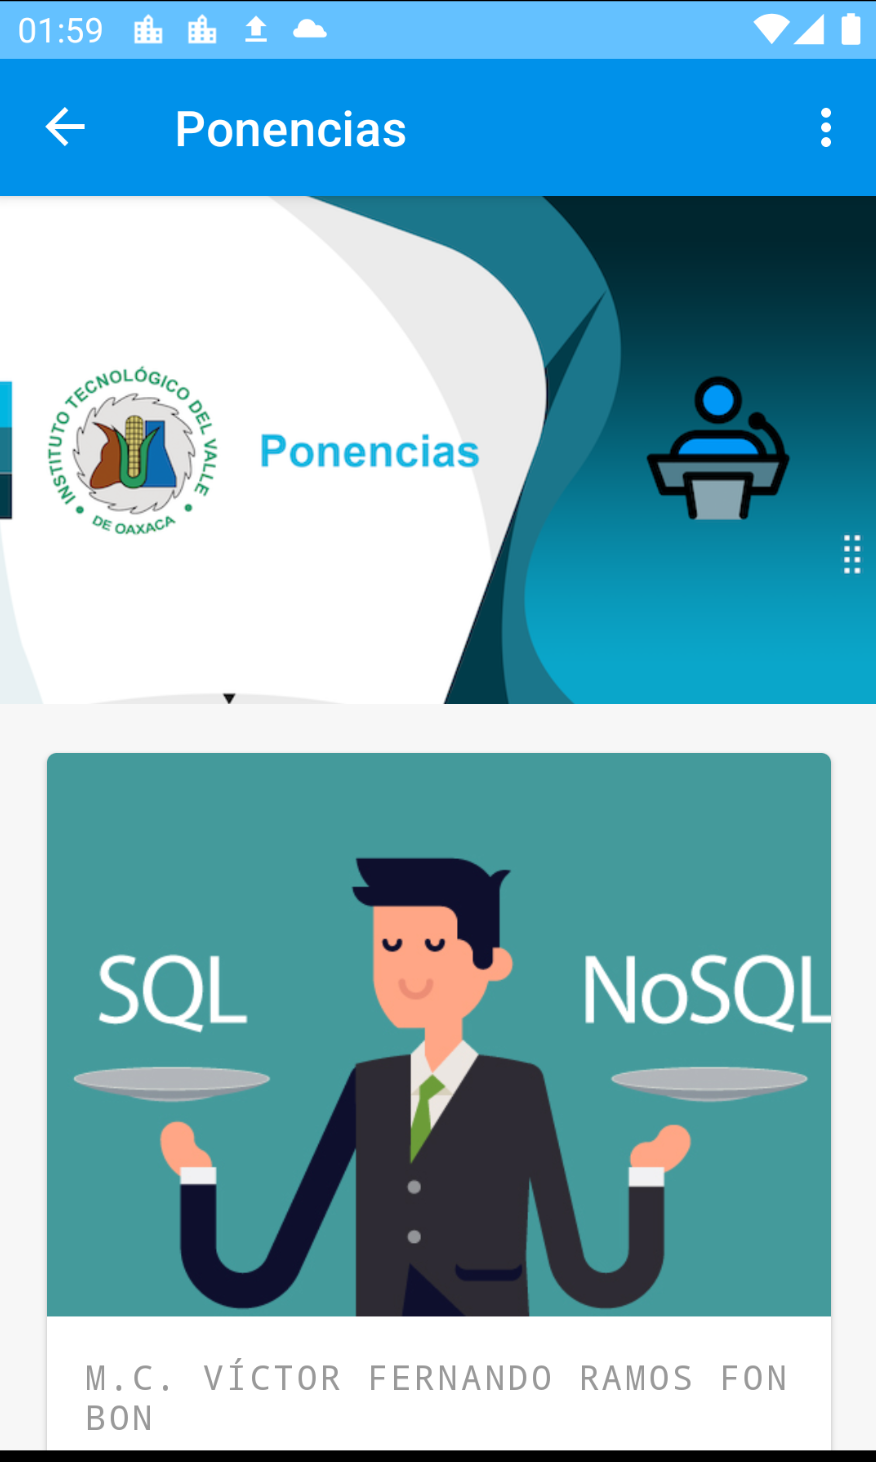 01:59
Ponencias
INSTITUTO TECNOLÓGICO DEL VALLE
DE OAXACA
Ponencias
SQL
NoSQL
M.C. VÍCTOR FERNANDO RAMOS FON
BON